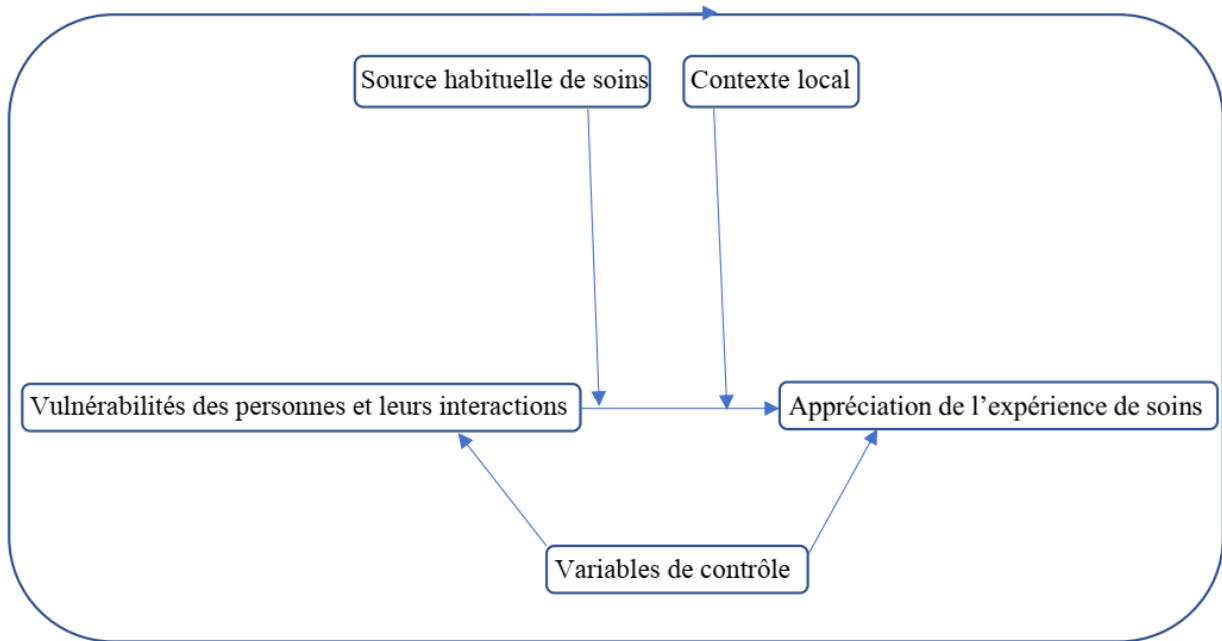 Source habituelle de soins
Contexte local
Vulnérabilités des personnes et leurs interactions
Appréciation de l’expérience de soins
Variables de contrôle